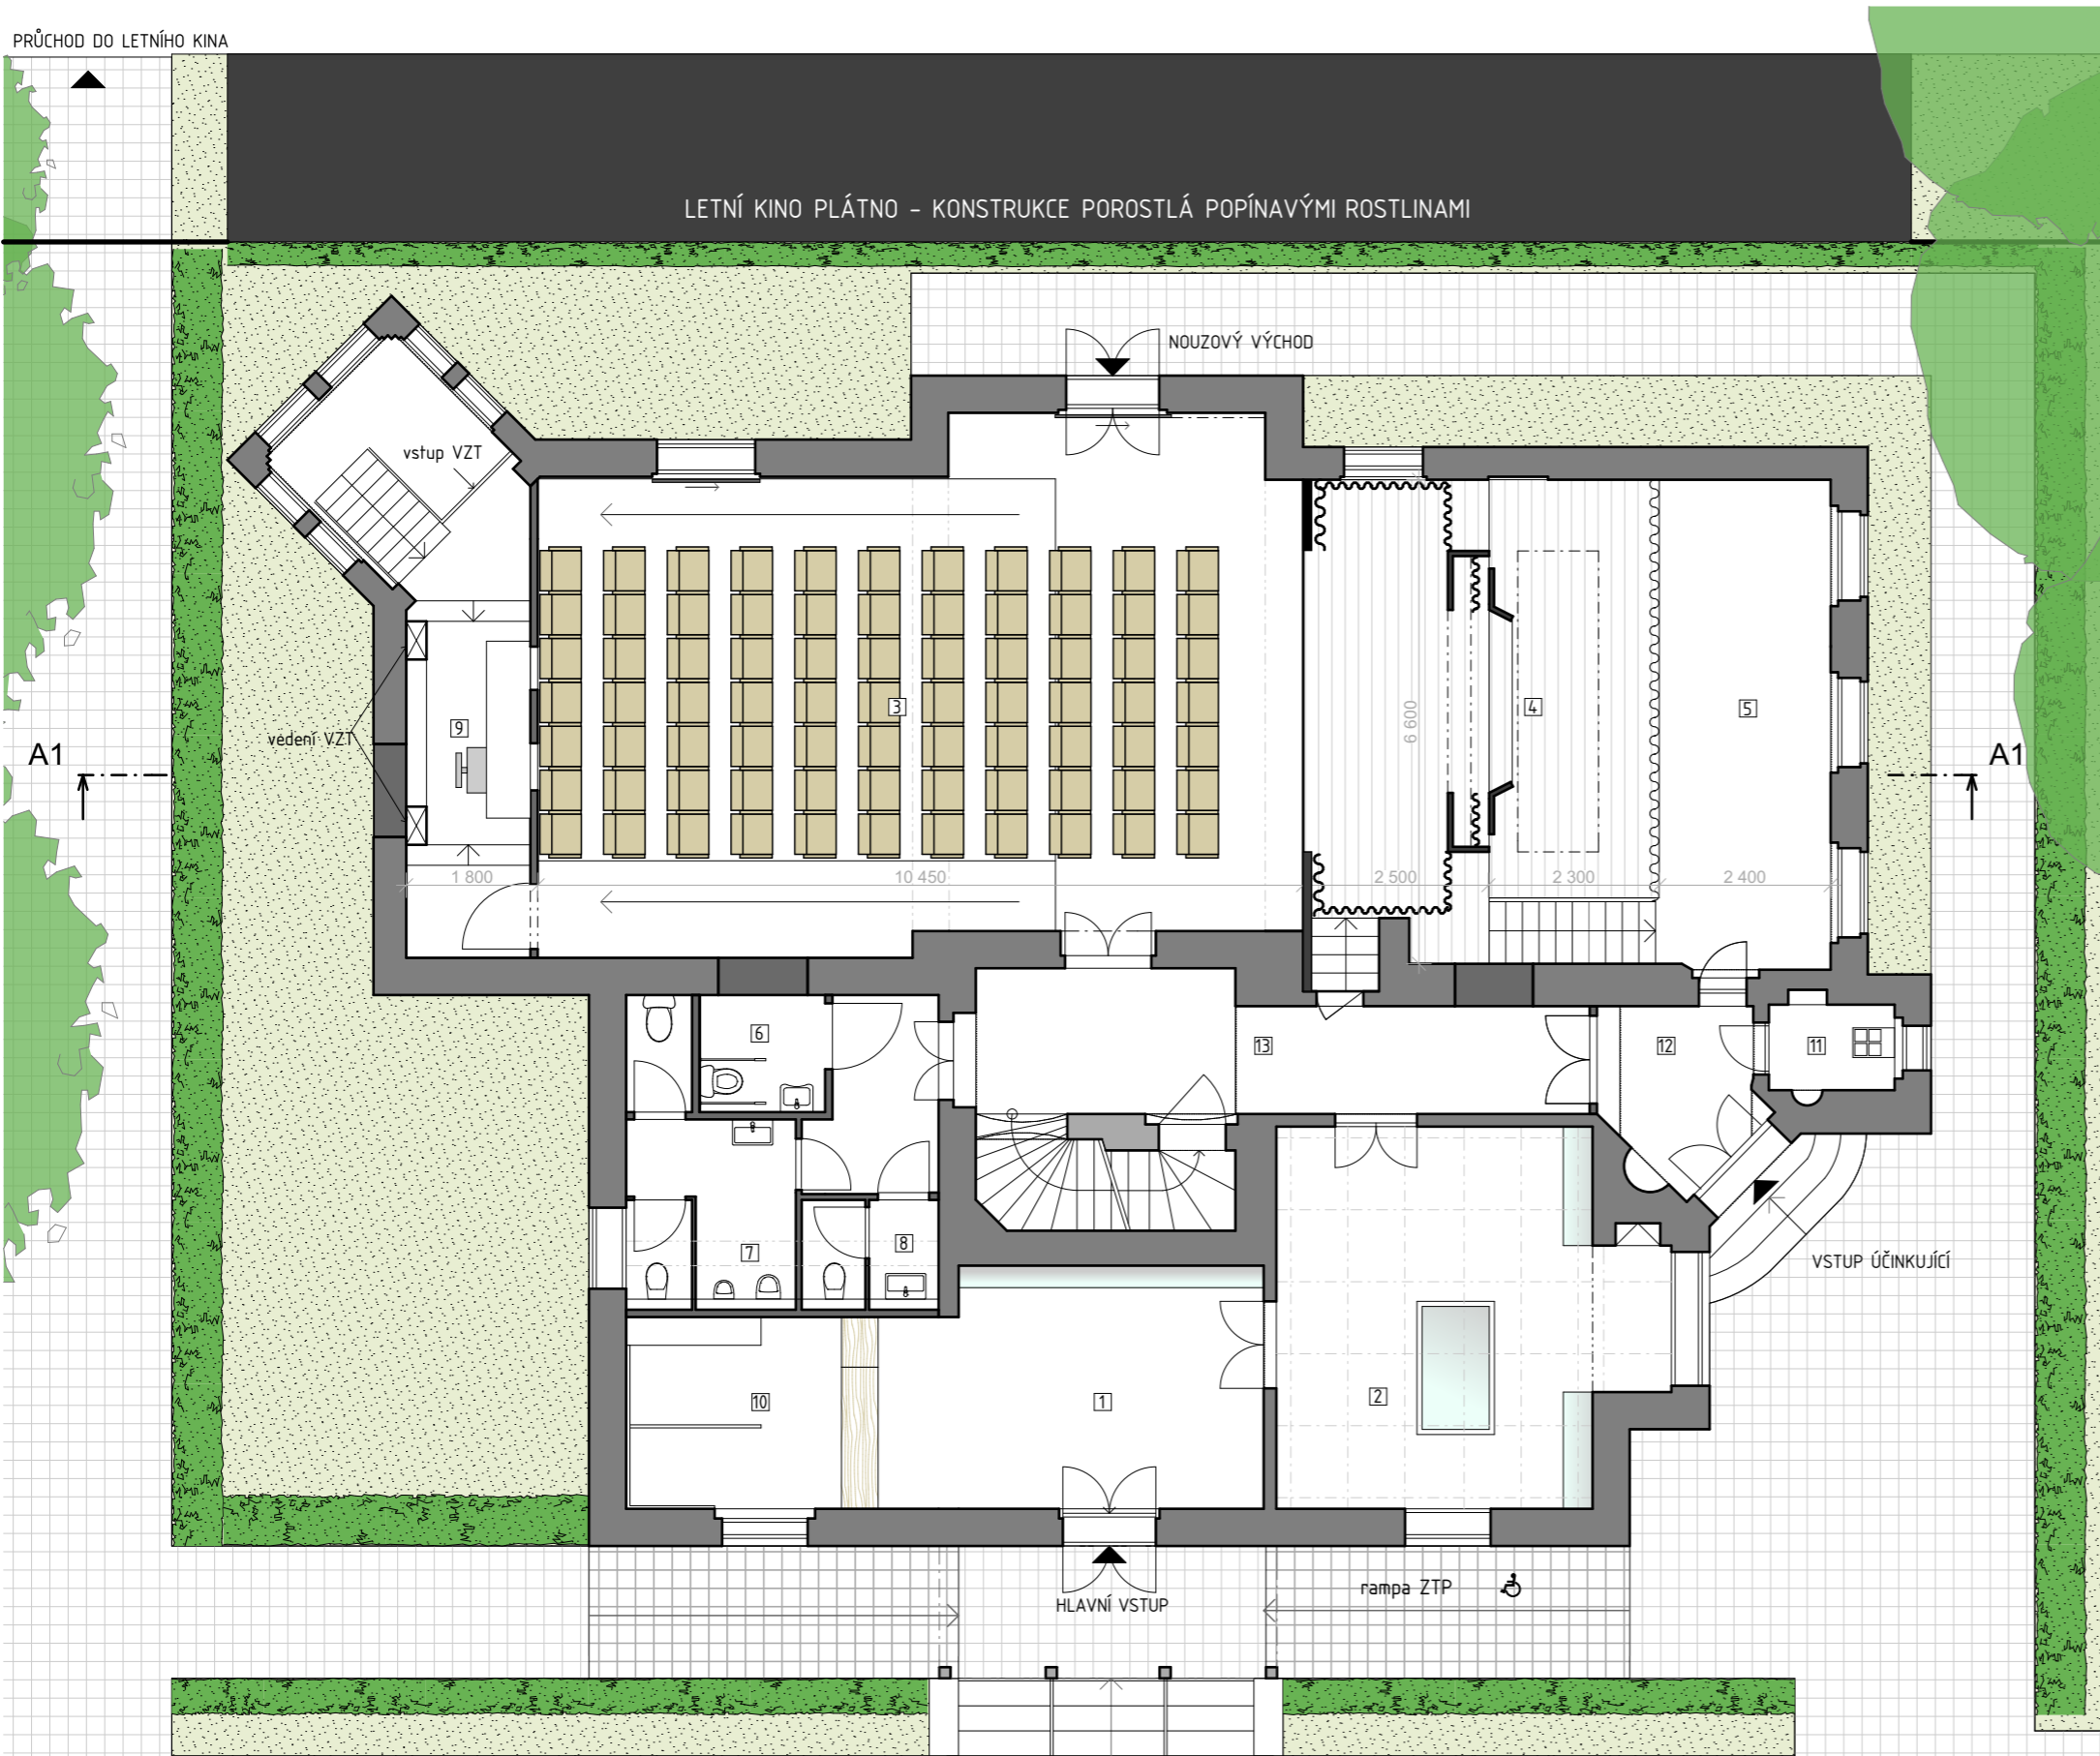 PRŮCHOD DO LETNÍHO KINA
LETNÍ KINO PLÁTNO - KONSTRUKCE POROSTLÁ POPÍNAVÝMI ROSTLINAMI
NOUZOVÝ VÝCHOD
vstup VZT
3
6 600
4
5
9
vedení VZT
A1
A1
1 800
10 450
2 500
2 300
2 400
6
13
12
11
7
8
VSTUP ÚČINKUJÍCÍ
10
1
2
rampa ZTP
HLAVNÍ VSTUP